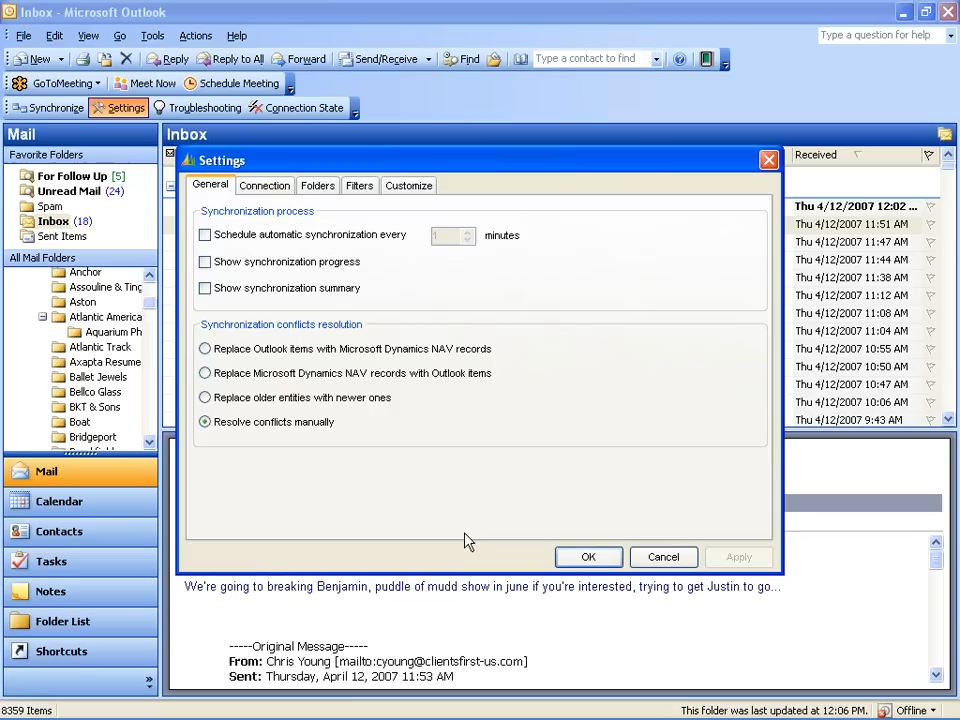 Inbox - Microsoft Outlook
File Edit View Go Tools Actions Help
Type a question for help
New Reply Reply to All Forward Send/Receive Find Type a contact to find
GoToMeeting Meet Now Schedule Meeting
Synchronize Settings Troubleshooting Connection State
Mail
Favorite Folders
For Follow Up [5]
Unread Mail (24)
Spam
Inbox (18)
Sent Items
All Mail Folders
Anchor
Assouline & Ting
Aston
Atlantic America
Aquarium Ph
Atlantic Track
Axapta Resume
Ballet Jewels
Bellco Glass
BKT & Sons
Boat
Bridgeport
Mail
Calendar
Contacts
Tasks
Notes
Folder List
Shortcuts
Inbox
Received
Thu 4/12/2007 12:02 ...
Thu 4/12/2007 11:51 AM
Thu 4/12/2007 11:47 AM
Thu 4/12/2007 11:44 AM
Thu 4/12/2007 11:38 AM
Thu 4/12/2007 11:12 AM
Thu 4/12/2007 11:08 AM
Thu 4/12/2007 11:04 AM
Thu 4/12/2007 10:55 AM
Thu 4/12/2007 10:50 AM
Thu 4/12/2007 10:47 AM
Thu 4/12/2007 10:06 AM
Thu 4/12/2007 9:43 AM
Settings
General Connection Folders Filters Customize
Synchronization process
Schedule automatic synchronization every 1 minutes
Show synchronization progress
Show synchronization summary
Synchronization conflicts resolution
Replace Outlook items with Microsoft Dynamics NAV records
Replace Microsoft Dynamics NAV records with Outlook items
Replace older entities with newer ones
Resolve conflicts manually
OK Cancel Apply
We're going to breaking Benjamin, puddle of mudd show in june if you're interested, trying to get Justin to go...
-----Original Message-----
From: Chris Young [mailto:cyoung@clientsfirst-us.com]
Sent: Thursday, April 12, 2007 11:53 AM
8359 Items
This folder was last updated at 12:06 PM. Offline